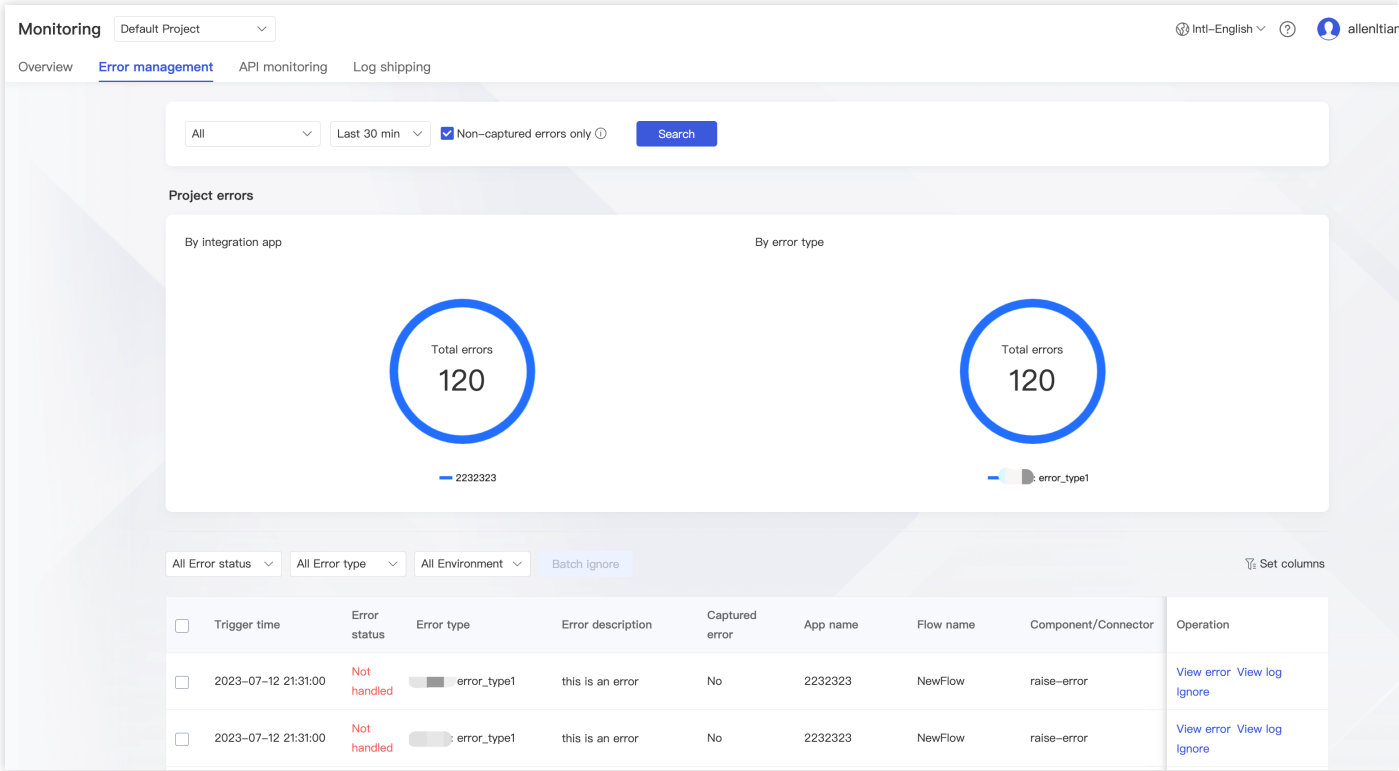 Monitoring Default Project Intl-English
Overview Error management API monitoring Log shipping
All Last 30 min Non-captured errors only Search
Project errors
By integration app By error type
Total errors Total errors
120 120
2232323 : error_type1
All Error status All Error type All Environment Batch ignore Set columns
Trigger time Error status Error type Error description Captured error App name Flow name Component/Connector Operation
2023-07-12 21:31:00 Not handled error_type1 this is an error No 2232323 NewFlow raise-error View error View log Ignore
2023-07-12 21:31:00 Not handled : error_type1 this is an error No 2232323 NewFlow raise-error View error View log Ignore